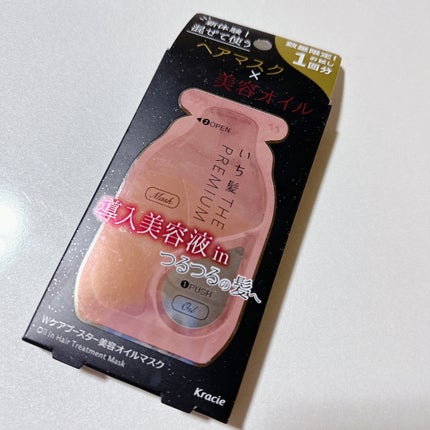 新体験!
混ぜて使う
ヘアマスク
×
美容オイル
数量限定!
お試し
1回分
◀2OPEN
いち髪
THE
PREMIUM
Mask
導入美容液in
つるつるの髪へ
1PUSH
Oil
Wケアブースター美容オイルマスク
Oil in Hair Treatment Mask
Kracie